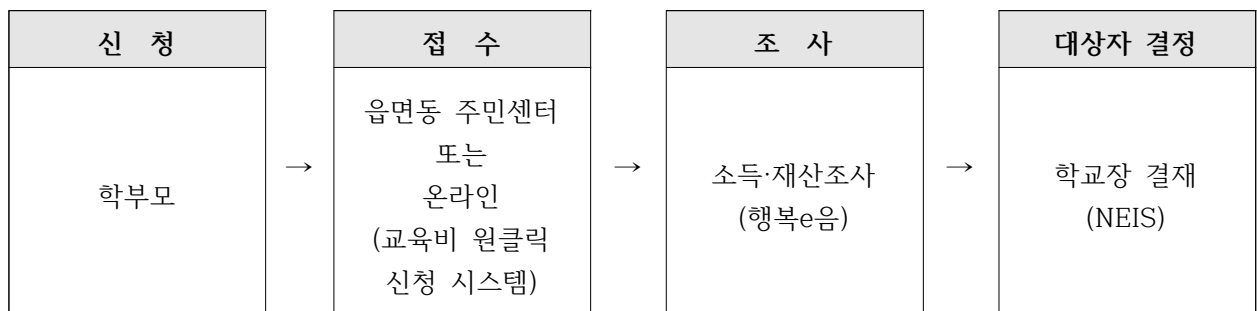 신 청
학부모
→
접 수
읍면동 주민센터
또는
온라인
(교육비 원클릭
신청 시스템)
→
조 사
소득·재산조사
(행복e음)
→
대상자 결정
학교장 결재
(NEIS)